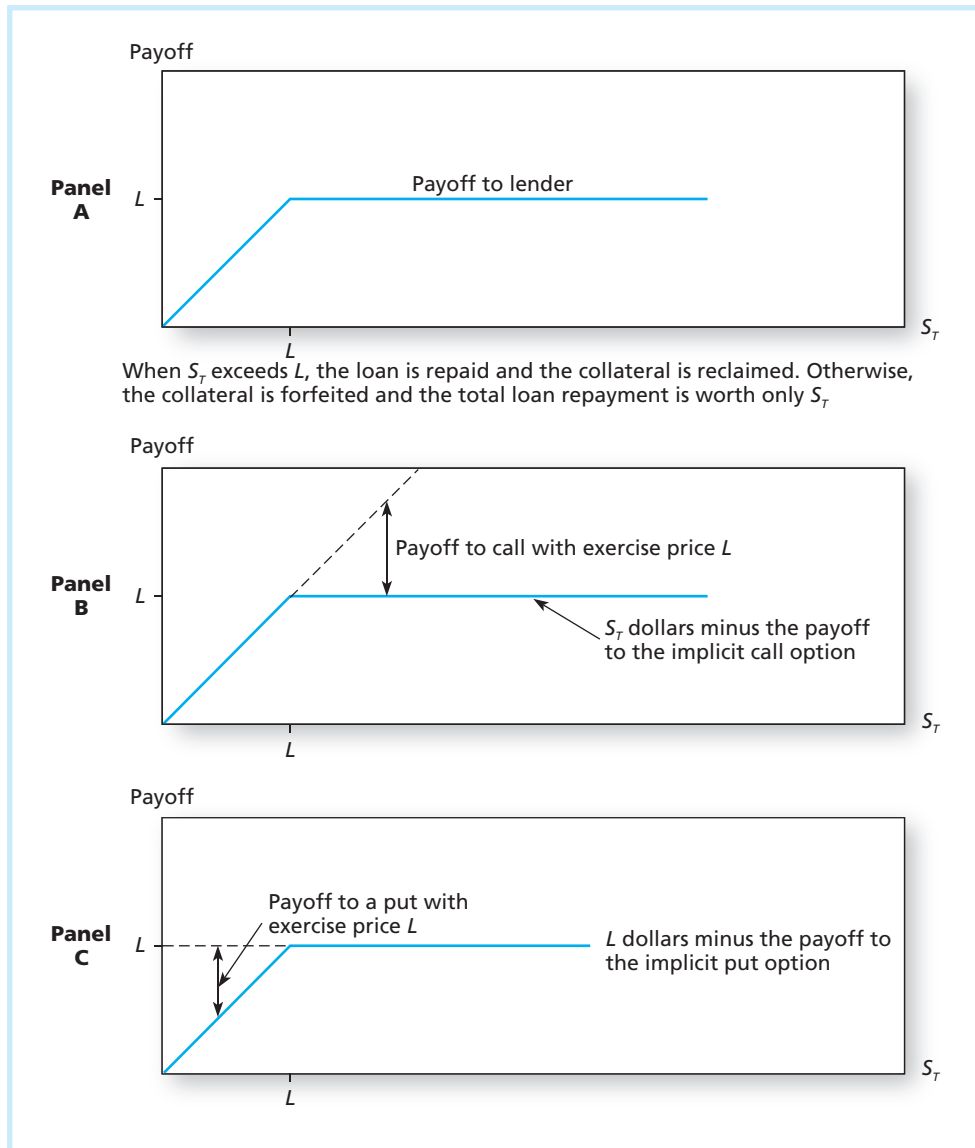 Payoff
Panel
A
L
Payoff to lender
S_T
L
When S_T exceeds L, the loan is repaid and the collateral is reclaimed. Otherwise,
the collateral is forfeited and the total loan repayment is worth only S_T
Payoff
Payoff to call with exercise price L
Panel
B
L
S_T dollars minus the payoff
to the implicit call option
S_T
L
Payoff
Payoff to a put with
exercise price L
Panel
C
L
L dollars minus the payoff to
the implicit put option
S_T
L